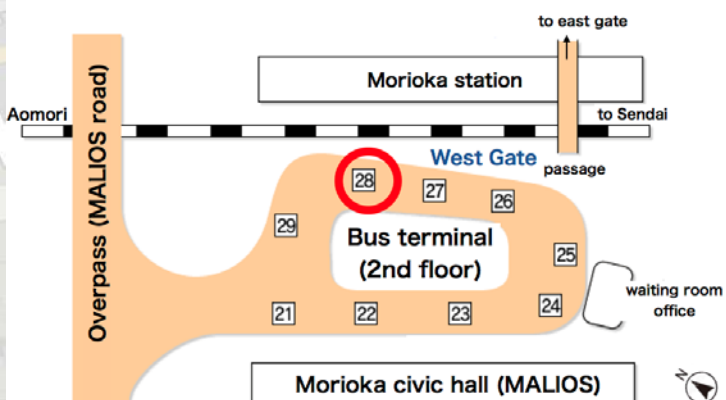 to east gate
Morioka station
Aomori
to Sendai
West Gate
passage
Overpass (MALIOS road)
28
27
26
29
25
Bus terminal
(2nd floor)
waiting room
office
21
22
23
24
Morioka civic hall (MALIOS)
N